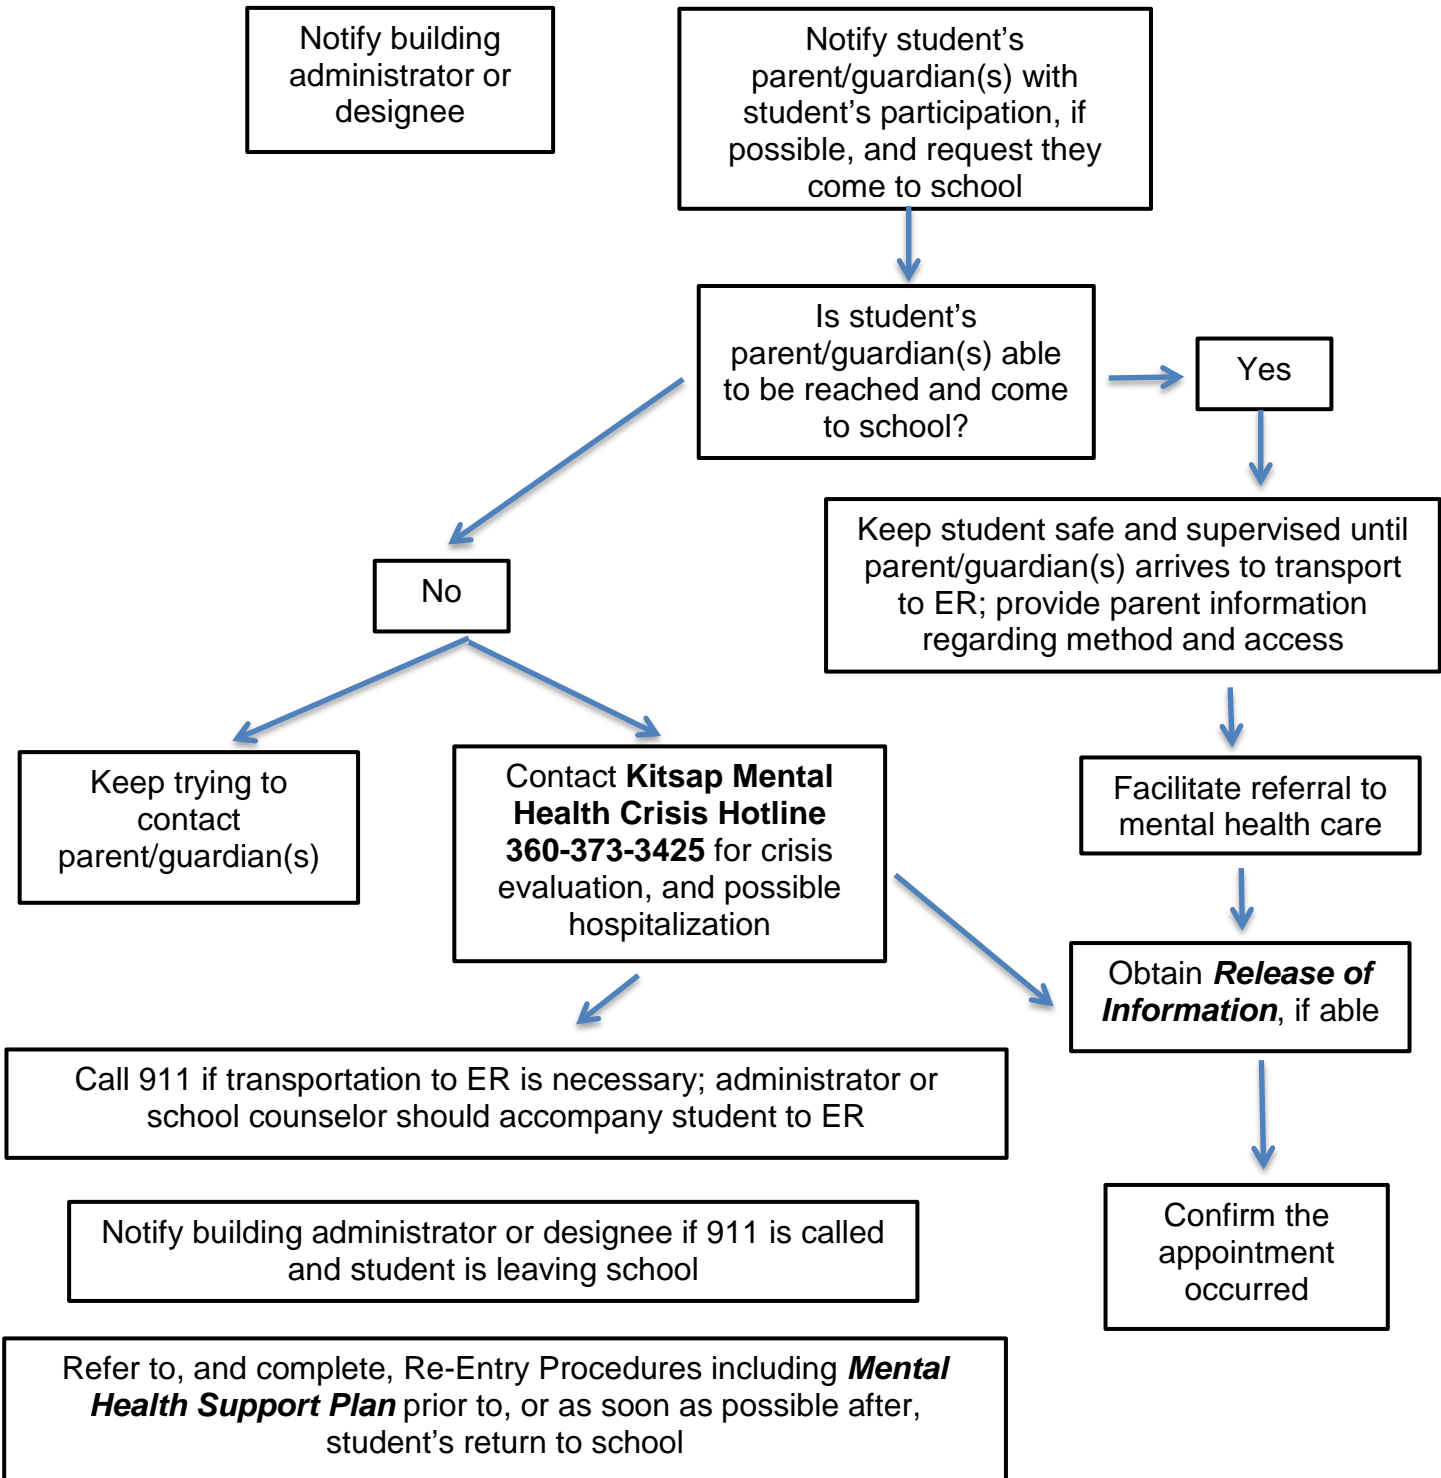 Notify building
administrator or
designee
Notify student’s
parent/guardian(s) with
student’s participation, if
possible, and request they
come to school
Is student’s
parent/guardian(s) able
to be reached and come
to school?
Yes
Keep student safe and supervised until
parent/guardian(s) arrives to transport
to ER; provide parent information
regarding method and access
No
Keep trying to
contact
parent/guardian(s)
Contact Kitsap Mental
Health Crisis Hotline
360-373-3425 for crisis
evaluation, and possible
hospitalization
Facilitate referral to
mental health care
Obtain Release of
Information, if able
Call 911 if transportation to ER is necessary; administrator or
school counselor should accompany student to ER
Notify building administrator or designee if 911 is called
and student is leaving school
Confirm the
appointment
occurred
Refer to, and complete, Re-Entry Procedures including Mental
Health Support Plan prior to, or as soon as possible after,
student’s return to school